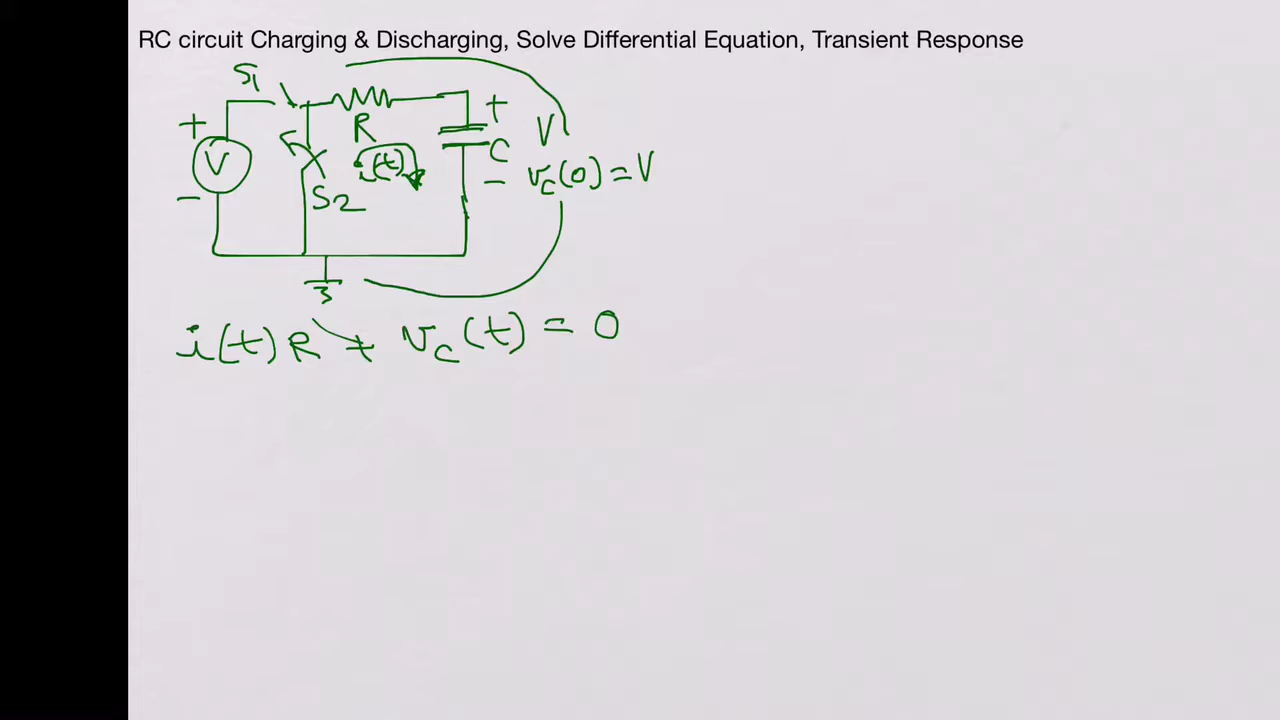 RC circuit Charging & Discharging, Solve Differential Equation, Transient Response
S1
+ R + V
V i(t) C
- S2 - vc(0) = V
i(t) R + vc(t) = 0